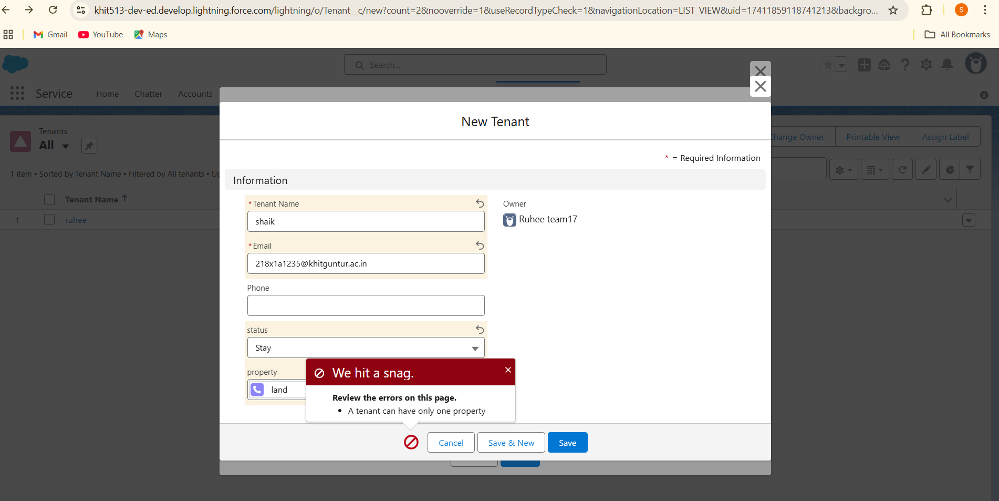 khit513-dev-ed.develop.lightning.force.com/lightning/o/Tenant__c/new?count=2&nooverride=1&useRecordTypeCheck=1&navigationLocation=LIST_VIEW&uid=17411859118741213&backgro...
S
Gmail YouTube Maps All Bookmarks
Search...
Service Home Chatter Accounts
New Tenant
Tenants
All
Change Owner Printable View Assign Label
* = Required Information
1 item • Sorted by Tenant Name • Filtered by All tenants • Up
Information
Tenant Name
1 ruhee
* Tenant Name
shaik
Owner
Ruhee team17
* Email
218x1a1235@khitguntur.ac.in
Phone
status
Stay
property
land
We hit a snag.
Review the errors on this page.
• A tenant can have only one property
Cancel Save & New Save